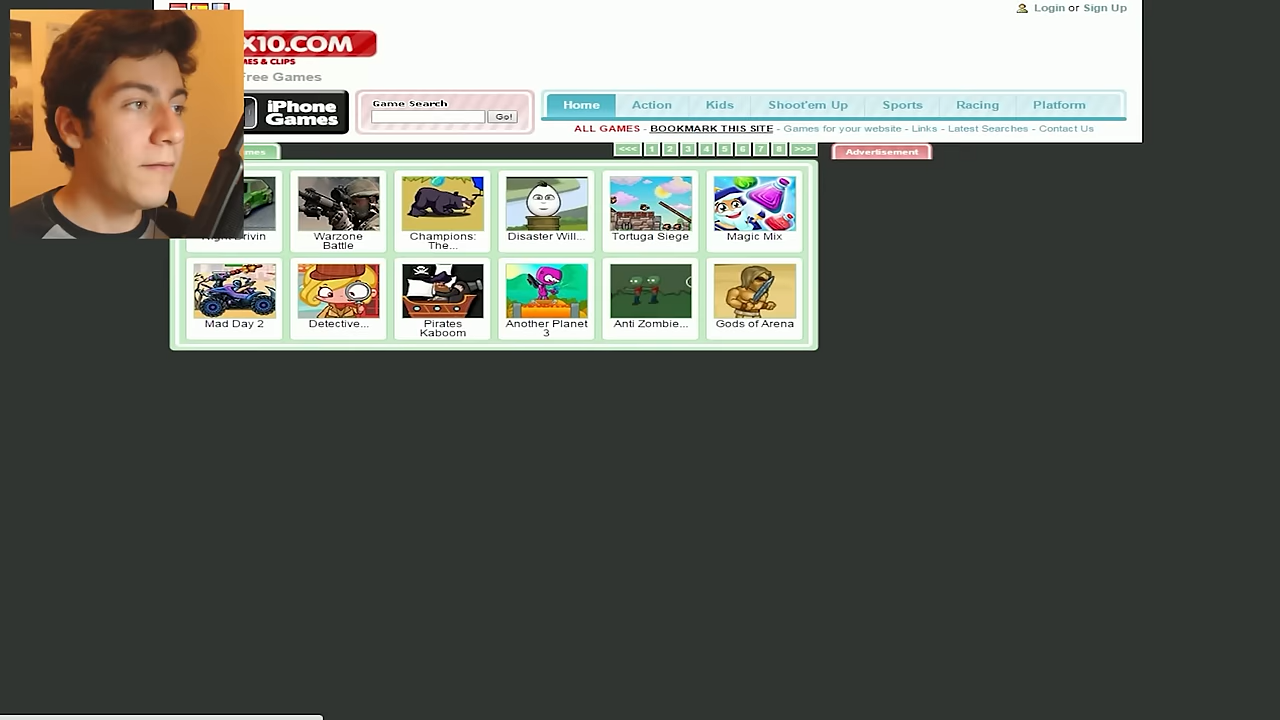 Login or Sign Up
X10.COM
MES & CLIPS
Free Games
iPhone
Games
Game Search
Go!
Home Action Kids Shoot'em Up Sports Racing Platform
ALL GAMES - BOOKMARK THIS SITE - Games for your website - Links - Latest Searches - Contact Us
<<< 1 2 3 4 5 6 7 8 >>>
Advertisement
Warzone
Battle
Champions:
The...
Disaster Will...
Tortuga Siege
Magic Mix
Mad Day 2
Detective...
Pirates
Kaboom
Another Planet
3
Anti Zombie...
Gods of Arena